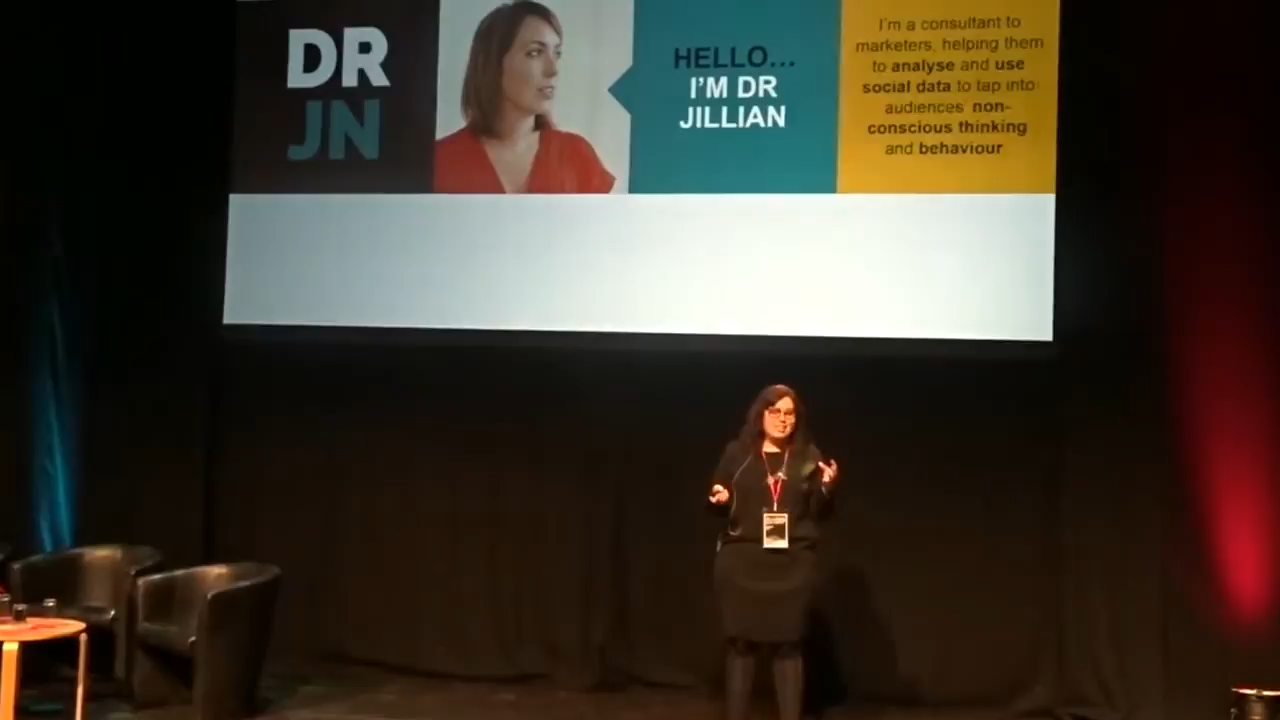 DR
JN
HELLO...
I'M DR
JILLIAN
I'm a consultant to
marketers, helping them
to analyse and use
social data to tap into
audiences' non-
conscious thinking
and behaviour